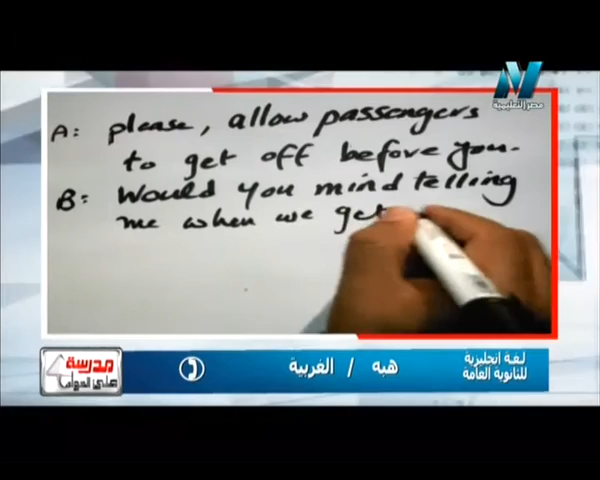 مصر التعليمية
A: please, allow passengers
to get off before you.
B: Would you mind telling
me when we get
مدرسة
على الهواء
هبه / الغربية
لغة انجليزية
للثانوية العامة